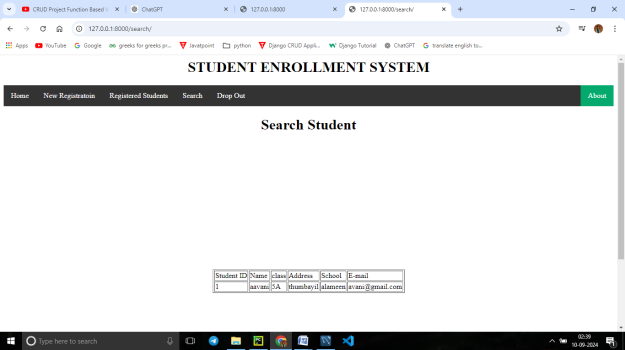 CRUD Project Function Based V
ChatGPT
127.0.0.1:8000
127.0.0.1:8000/search/
127.0.0.1:8000/search/
Apps YouTube Google greeks for greeks pr... Javatpoint python Django CRUD Appli... Django Tutorial ChatGPT translate english to...
STUDENT ENROLLMENT SYSTEM
Home New Registratoin Registered Students Search Drop Out About
Search Student
Student ID Name class Address School E-mail
1 aavani 5A thumbayil alameen avani@gmail.com
Type here to search
02:39
10-09-2024